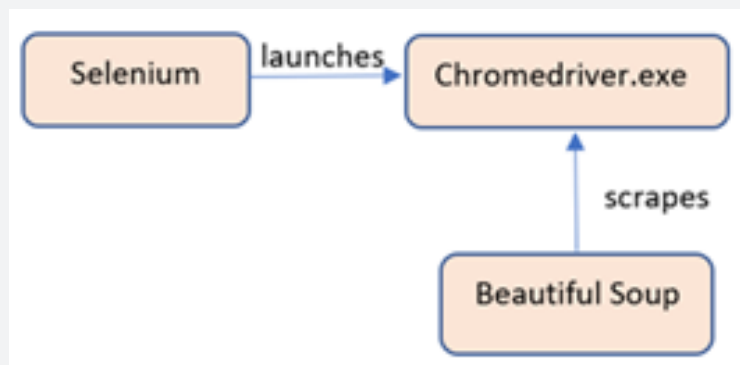 Selenium
launches
Chromedriver.exe
scrapes
Beautiful Soup